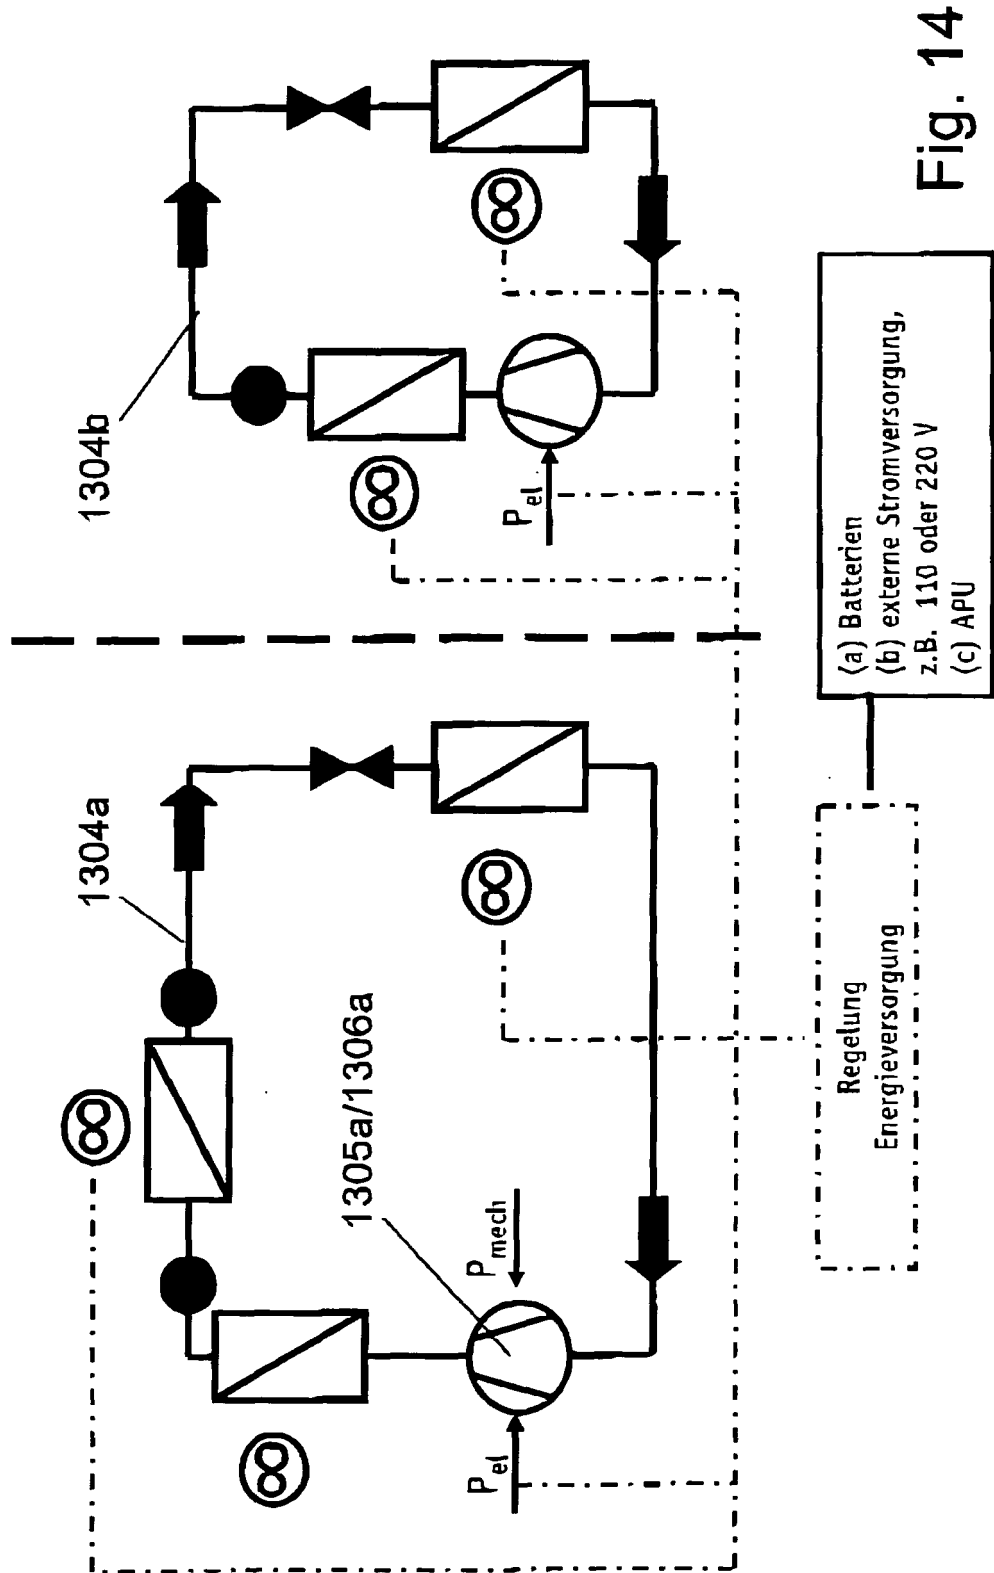 1304a
1304b
1305a/1306a
P_mech
P_el
P_el
Regelung
Energieversorgung
(a) Batterien
(b) externe Stromversorgung,
z.B. 110 oder 220 V
(c) APU
Fig. 14